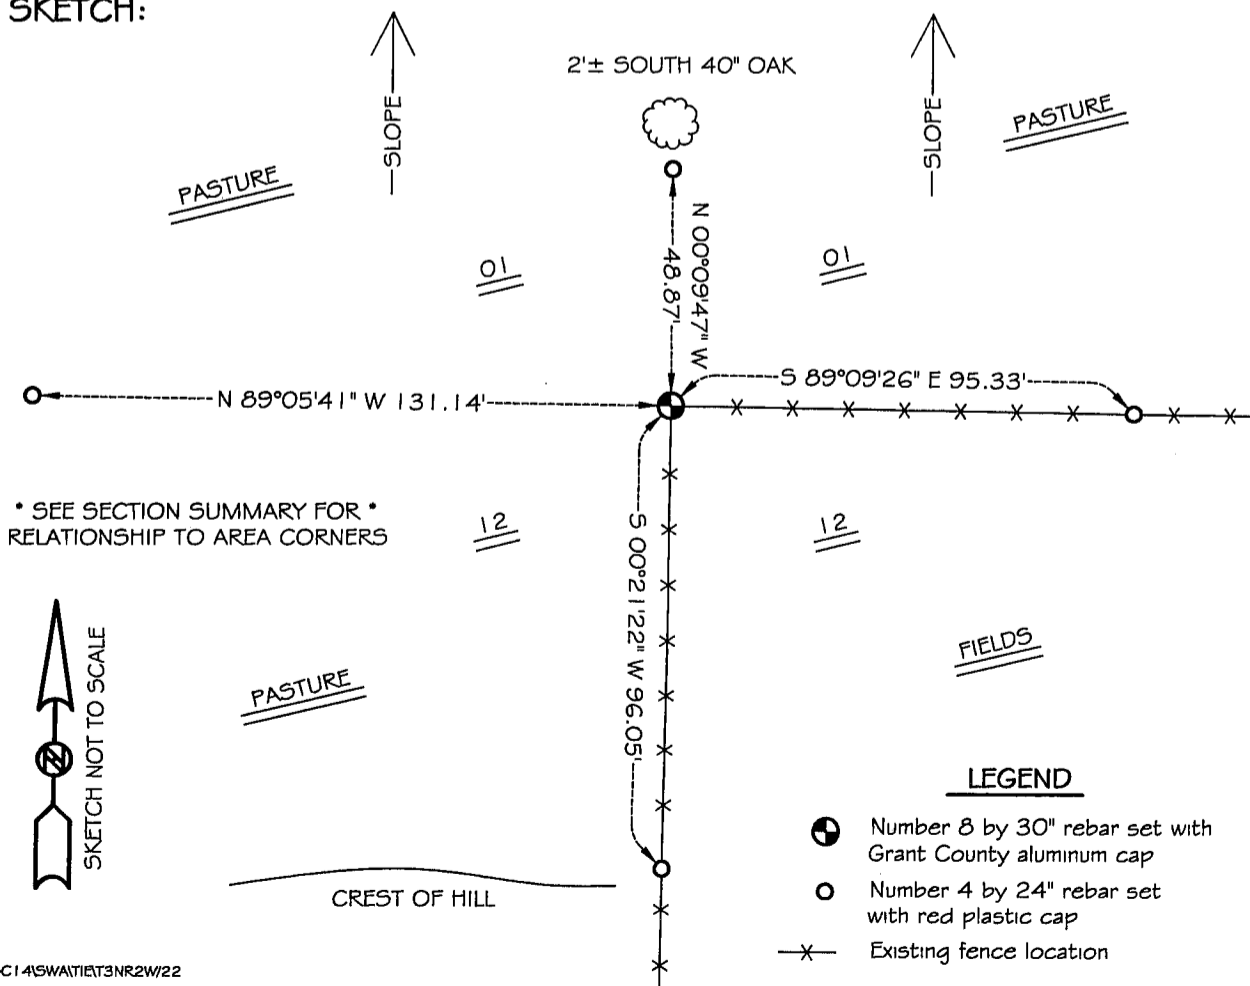 SKETCH:
2'± SOUTH 40" OAK
SLOPE
SLOPE
PASTURE
PASTURE
01
01
N 00°09'47" W
48.87'
N 89°05'41" W 131.14'
S 89°09'26" E 95.33'
* SEE SECTION SUMMARY FOR *
RELATIONSHIP TO AREA CORNERS
12
12
S 00°21'22" W 96.05'
FIELDS
PASTURE
N
SKETCH NOT TO SCALE
CREST OF HILL
LEGEND
Number 8 by 30" rebar set with
Grant County aluminum cap
Number 4 by 24" rebar set
with red plastic cap
Existing fence location
C14\SWA\TIE\T3NR2W/22